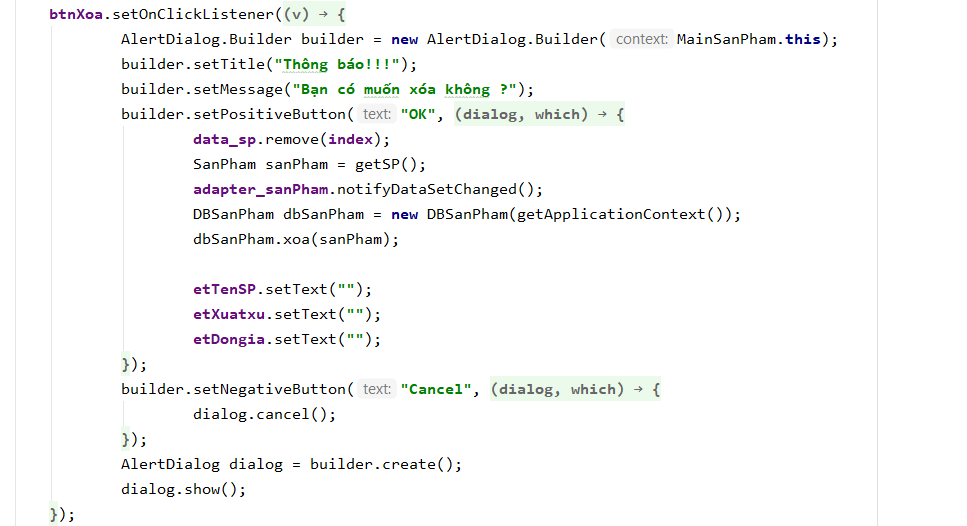 btnXoa.setOnClickListener((v) → {
AlertDialog.Builder builder = new AlertDialog.Builder( context: MainSanPham.this);
builder.setTitle("Thông báo!!!");
builder.setMessage("Bạn có muốn xóa không ?");
builder.setPositiveButton( text: "OK", (dialog, which) → {
data_sp.remove(index);
SanPham sanPham = getSP();
adapter_sanPham.notifyDataSetChanged();
DBSanPham dbSanPham = new DBSanPham(getApplicationContext());
dbSanPham.xoa(sanPham);
etTenSP.setText("");
etXuatxu.setText("");
etDongia.setText("");
});
builder.setNegativeButton( text: "Cancel", (dialog, which) → {
dialog.cancel();
});
AlertDialog dialog = builder.create();
dialog.show();
});